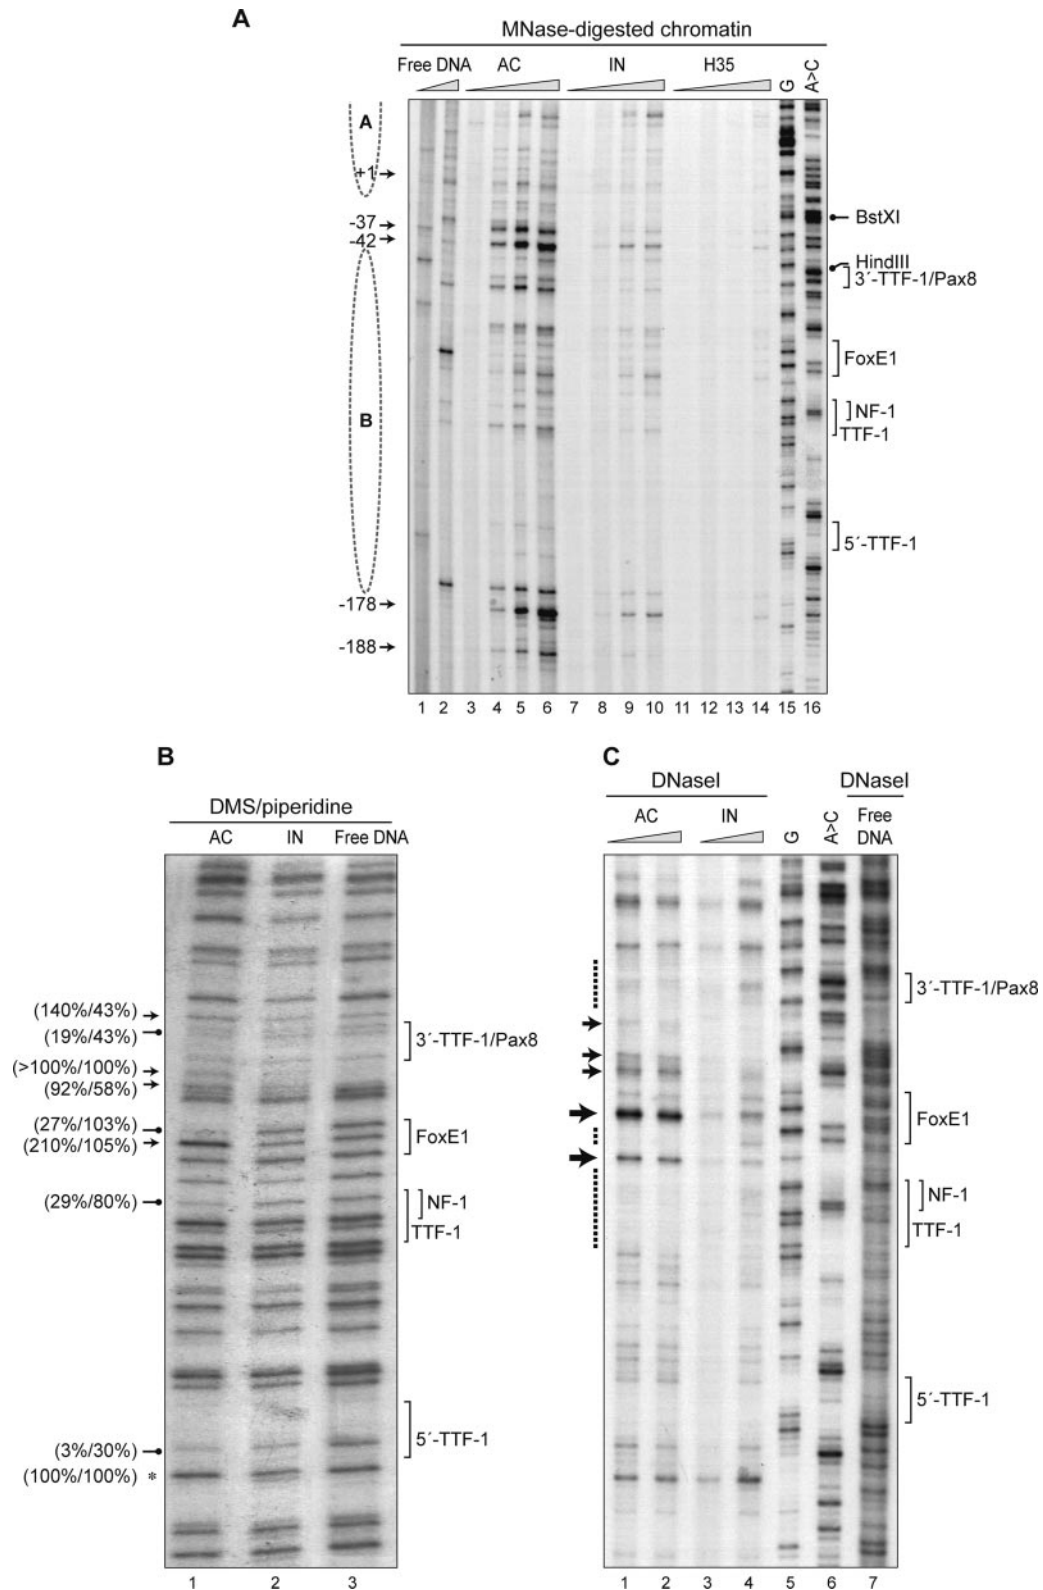 A
MNase-digested chromatin
Free DNA AC IN H35 G A>C
A
+1
-37
-42
B
-178
-188
BstXI
HindIII
3´-TTF-1/Pax8
FoxE1
NF-1
TTF-1
5´-TTF-1
1 2 3 4 5 6 7 8 9 10 11 12 13 14 15 16
B
DMS/piperidine
AC IN Free DNA
(140%/43%)
(19%/43%)
(>100%/100%)
(92%/58%)
(27%/103%)
(210%/105%)
(29%/80%)
(3%/30%)
(100%/100%) *
3´-TTF-1/Pax8
FoxE1
NF-1
TTF-1
5´-TTF-1
1 2 3
C
DNaseI DNaseI
AC IN G A>C Free
DNA
3´-TTF-1/Pax8
FoxE1
NF-1
TTF-1
5´-TTF-1
1 2 3 4 5 6 7